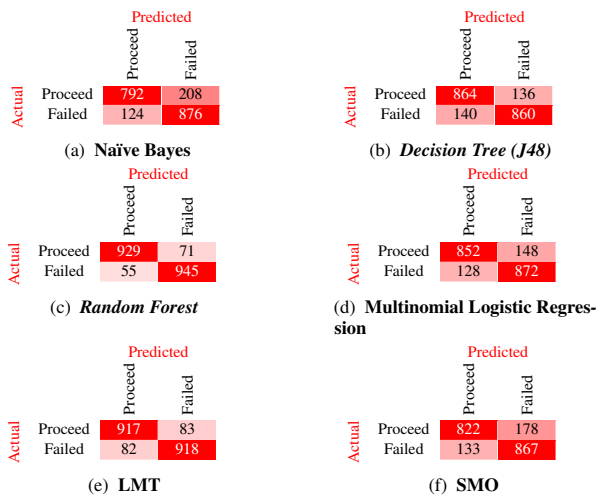 Predicted
Proceed
Failed
Actual
Proceed 792 208
Failed 124 876
(a) Naïve Bayes
Predicted
Proceed
Failed
Actual
Proceed 864 136
Failed 140 860
(b) Decision Tree (J48)
Predicted
Proceed
Failed
Actual
Proceed 929 71
Failed 55 945
(c) Random Forest
Predicted
Proceed
Failed
Actual
Proceed 852 148
Failed 128 872
(d) Multinomial Logistic Regres-
sion
Predicted
Proceed
Failed
Actual
Proceed 917 83
Failed 82 918
(e) LMT
Predicted
Proceed
Failed
Actual
Proceed 822 178
Failed 133 867
(f) SMO